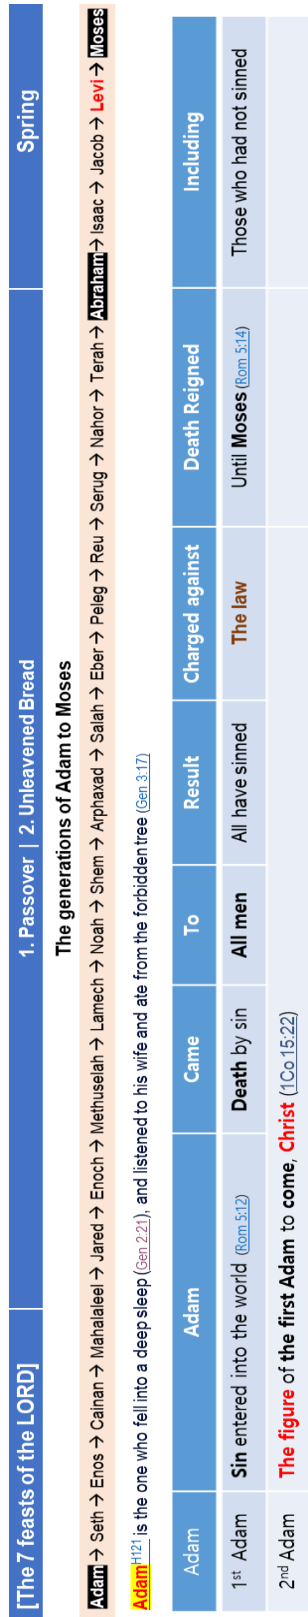 [The 7 feasts of the LORD] 1. Passover | 2. Unleavened Bread Spring
The generations of Adam to Moses
Adam→ Seth → Enos → Cainan → Mahalaleel → Jared → Enoch → Methuselah → Lamech → Noah → Shem → Arphaxad → Salah → Eber → Peleg → Reu → Serug → Nahor → Terah → Abraham→ Isaac → Jacob → Levi → Moses
AdamH121 is the one who fell into a deep sleep (Gen 2:21), and listened to his wife and ate from the forbidden tree (Gen 3:17)
Adam Adam Came To Result Charged against Death Reigned Including
1st Adam Sin entered into the world (Rom 5:12) Death by sin All men All have sinned The law Until Moses (Rom 5:14) Those who had not sinned
2nd Adam The figure of the first Adam to come, Christ (1Co 15:22)